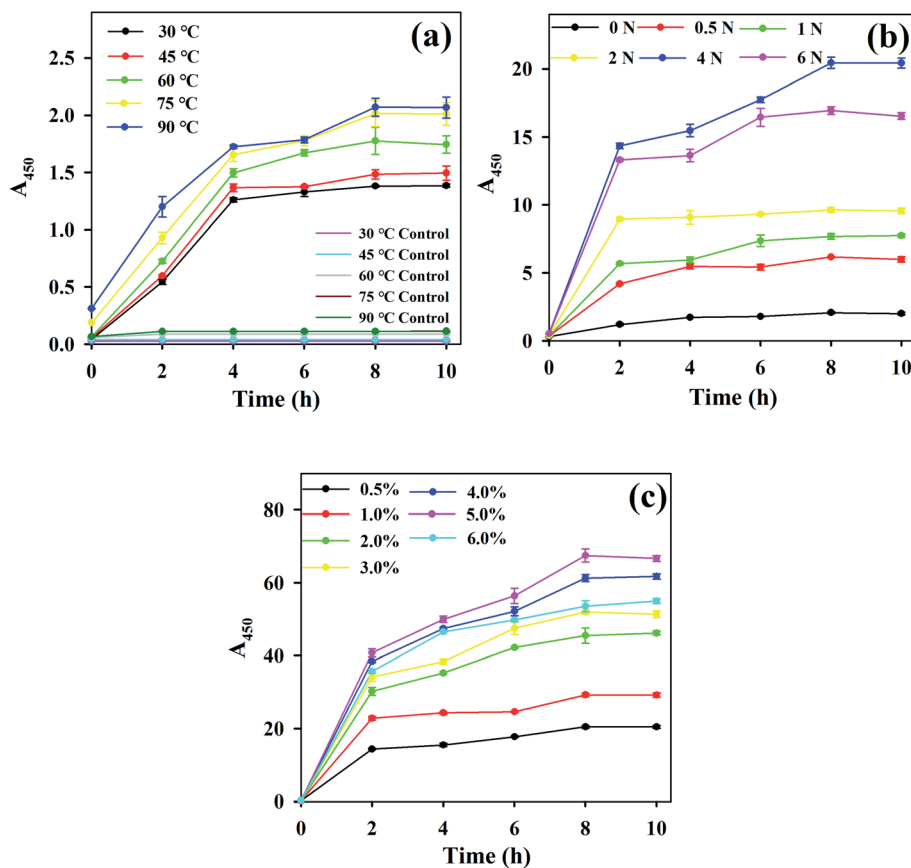 (a)
30 °C
45 °C
60 °C
75 °C
90 °C
2.5
2.0
1.5
1.0
0.5
0.0
A450
30 °C Control
45 °C Control
60 °C Control
75 °C Control
90 °C Control
0 2 4 6 8 10
Time (h)
(b)
0 N 0.5 N 1 N
2 N 4 N 6 N
20
15
10
5
0
A450
0 2 4 6 8 10
Time (h)
(c)
0.5% 4.0%
1.0% 5.0%
2.0% 6.0%
3.0%
80
60
40
20
0
A450
0 2 4 6 8 10
Time (h)